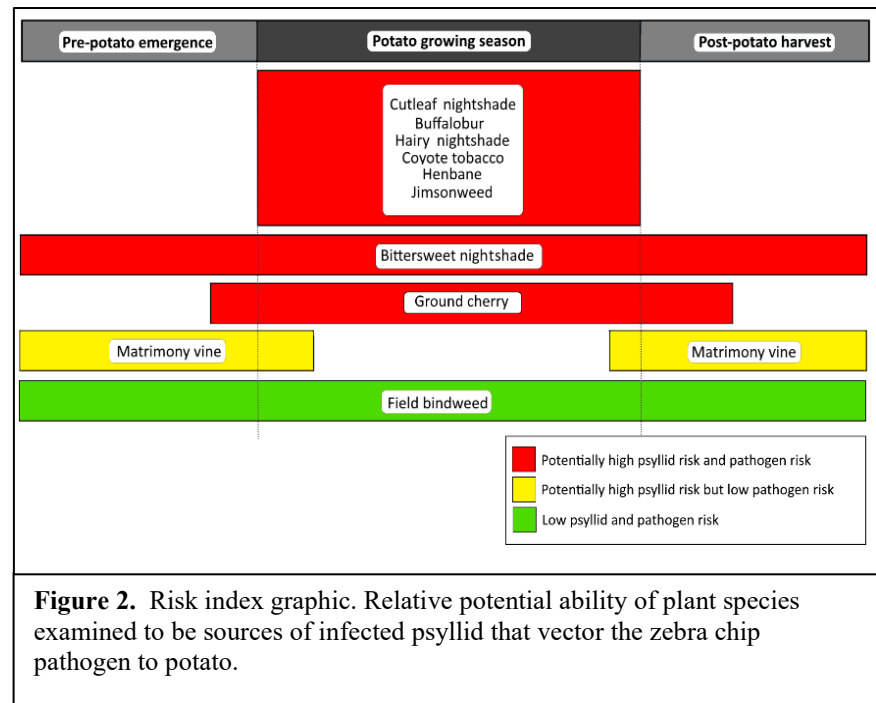 Pre-potato emergence
Potato growing season
Post-potato harvest
Cutleaf nightshade
Buffalobur
Hairy nightshade
Coyote tobacco
Henbane
Jimsonweed
Bittersweet nightshade
Ground cherry
Matrimony vine
Matrimony vine
Field bindweed
Potentially high psyllid risk and pathogen risk
Potentially high psyllid risk but low pathogen risk
Low psyllid and pathogen risk
Figure 2. Risk index graphic. Relative potential ability of plant species
examined to be sources of infected psyllid that vector the zebra chip
pathogen to potato.